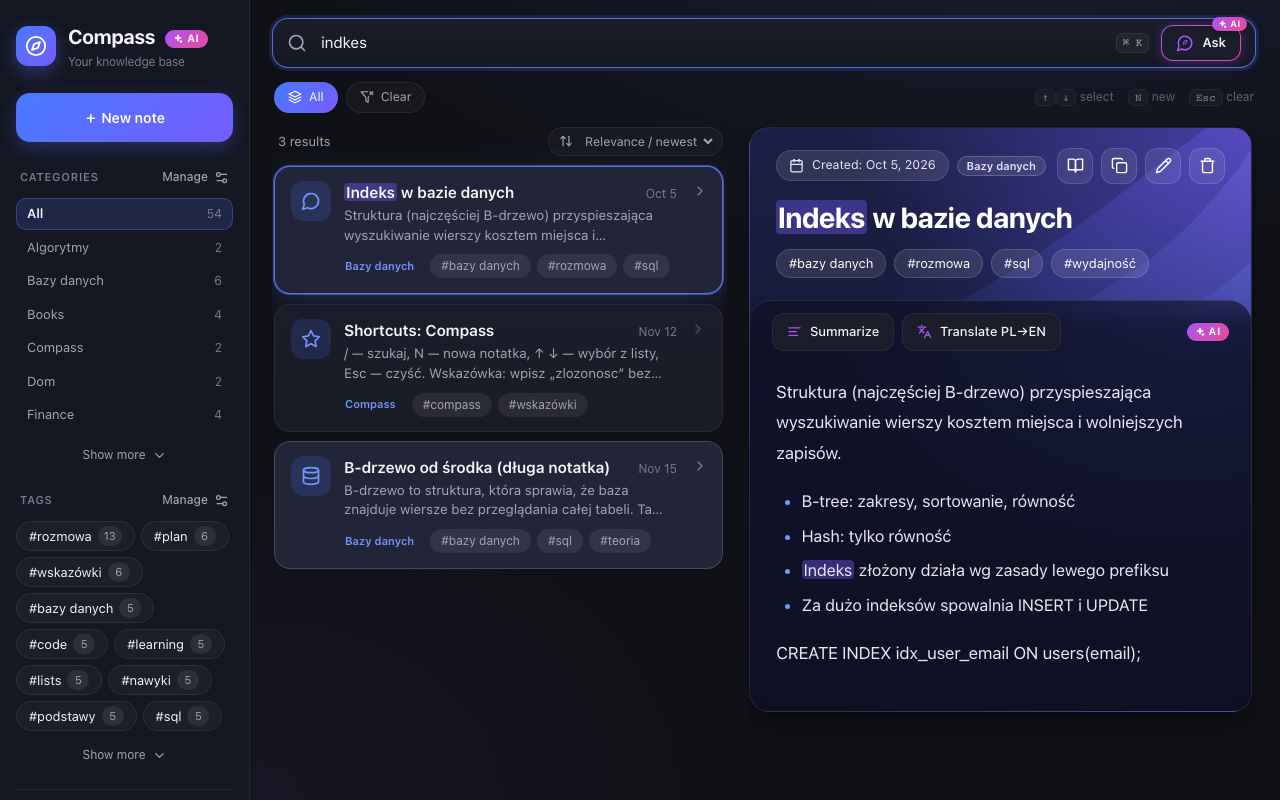 Compass AI
Your knowledge base
+ New note
CATEGORIES Manage
All 54
Algorytmy 2
Bazy danych 6
Books 4
Compass 2
Dom 2
Finance 4
Show more
TAGS Manage
#rozmowa 13 #plan 6
#wskazówki 6
#bazy danych 5
#code 5 #learning 5
#lists 5 #nawyki 5
#podstawy 5 #sql 5
Show more
indkes ⌘ K Ask AI
All Clear ↑ ↓ select N new Esc clear
3 results Relevance / newest
Indeks w bazie danych Oct 5
Struktura (najczęściej B-drzewo) przyspieszająca
wyszukiwanie wierszy kosztem miejsca i…
Bazy danych #bazy danych #rozmowa #sql
Shortcuts: Compass Nov 12
/ — szukaj, N — nowa notatka, ↑ ↓ — wybór z listy,
Esc — czyść. Wskazówka: wpisz „zlozonosc” bez…
Compass #compass #wskazówki
B-drzewo od środka (długa notatka) Nov 15
B-drzewo to struktura, która sprawia, że baza
znajduje wiersze bez przeglądania całej tabeli. Ta…
Bazy danych #bazy danych #sql #teoria
Created: Oct 5, 2026 Bazy danych
Indeks w bazie danych
#bazy danych #rozmowa #sql #wydajność
Summarize Translate PL→EN AI
Struktura (najczęściej B-drzewo) przyspieszająca
wyszukiwanie wierszy kosztem miejsca i wolniejszych
zapisów.
• B-tree: zakresy, sortowanie, równość
• Hash: tylko równość
• Indeks złożony działa wg zasady lewego prefiksu
• Za dużo indeksów spowalnia INSERT i UPDATE
CREATE INDEX idx_user_email ON users(email);